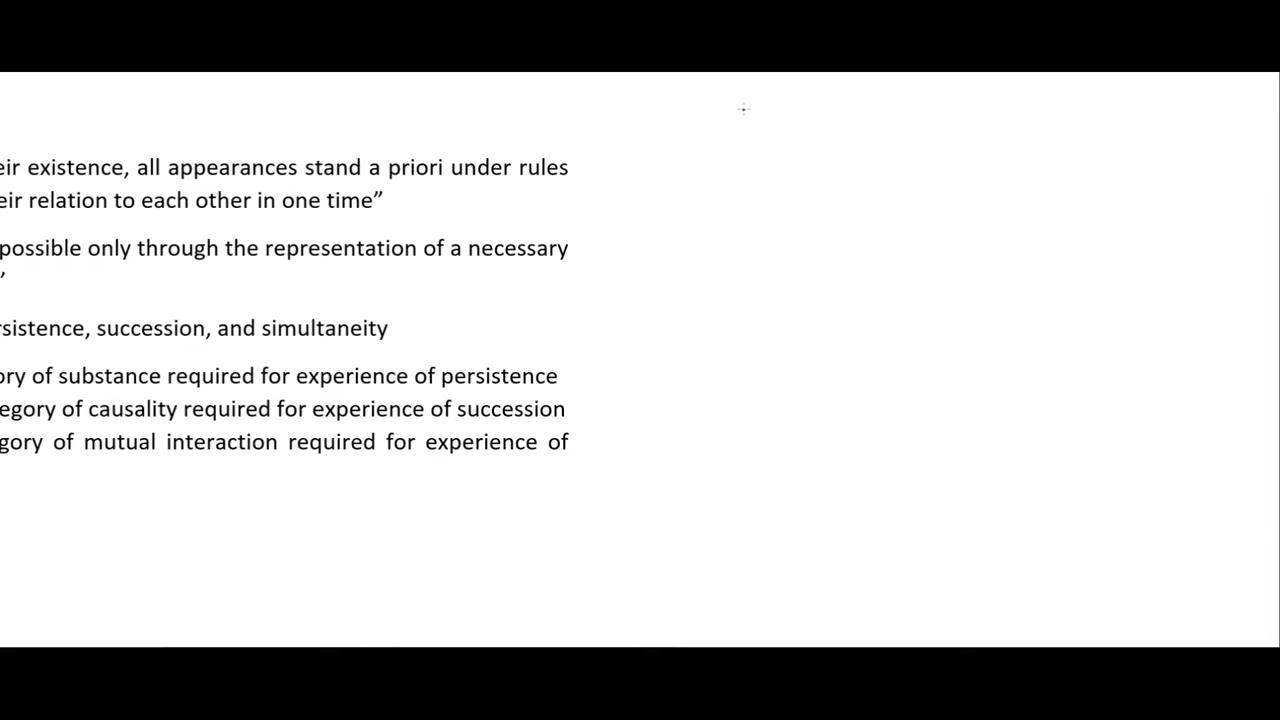 eir existence, all appearances stand a priori under rules
eir relation to each other in one time”
possible only through the representation of a necessary
”
rsistence, succession, and simultaneity
ory of substance required for experience of persistence
egory of causality required for experience of succession
gory of mutual interaction required for experience of